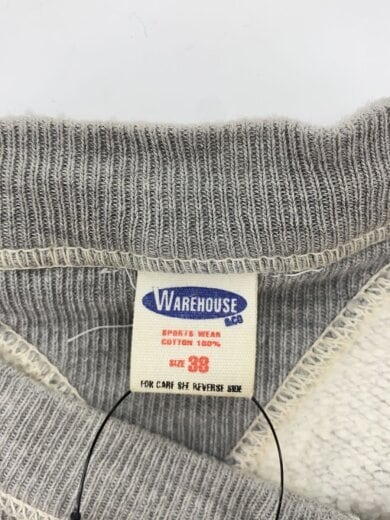 WAREHOUSE
& CO
SPORTS WEAR
COTTON 100%
SIZE 38
FOR CARE SEE REVERSE SIDE